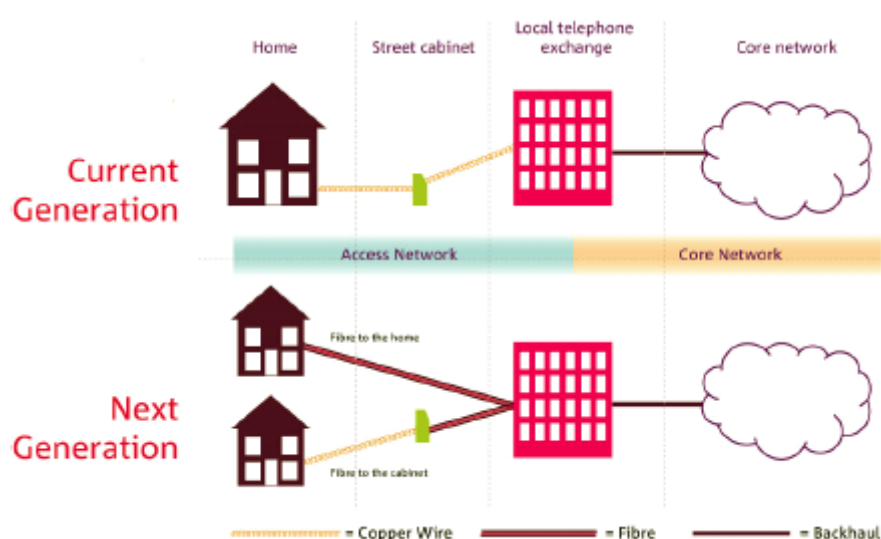 Home
Street cabinet
Local telephone
exchange
Core network
Current
Generation
Access Network
Core Network
Fibre to the home
Next
Generation
Fibre to the cabinet
= Copper Wire
= Fibre
= Backhaul